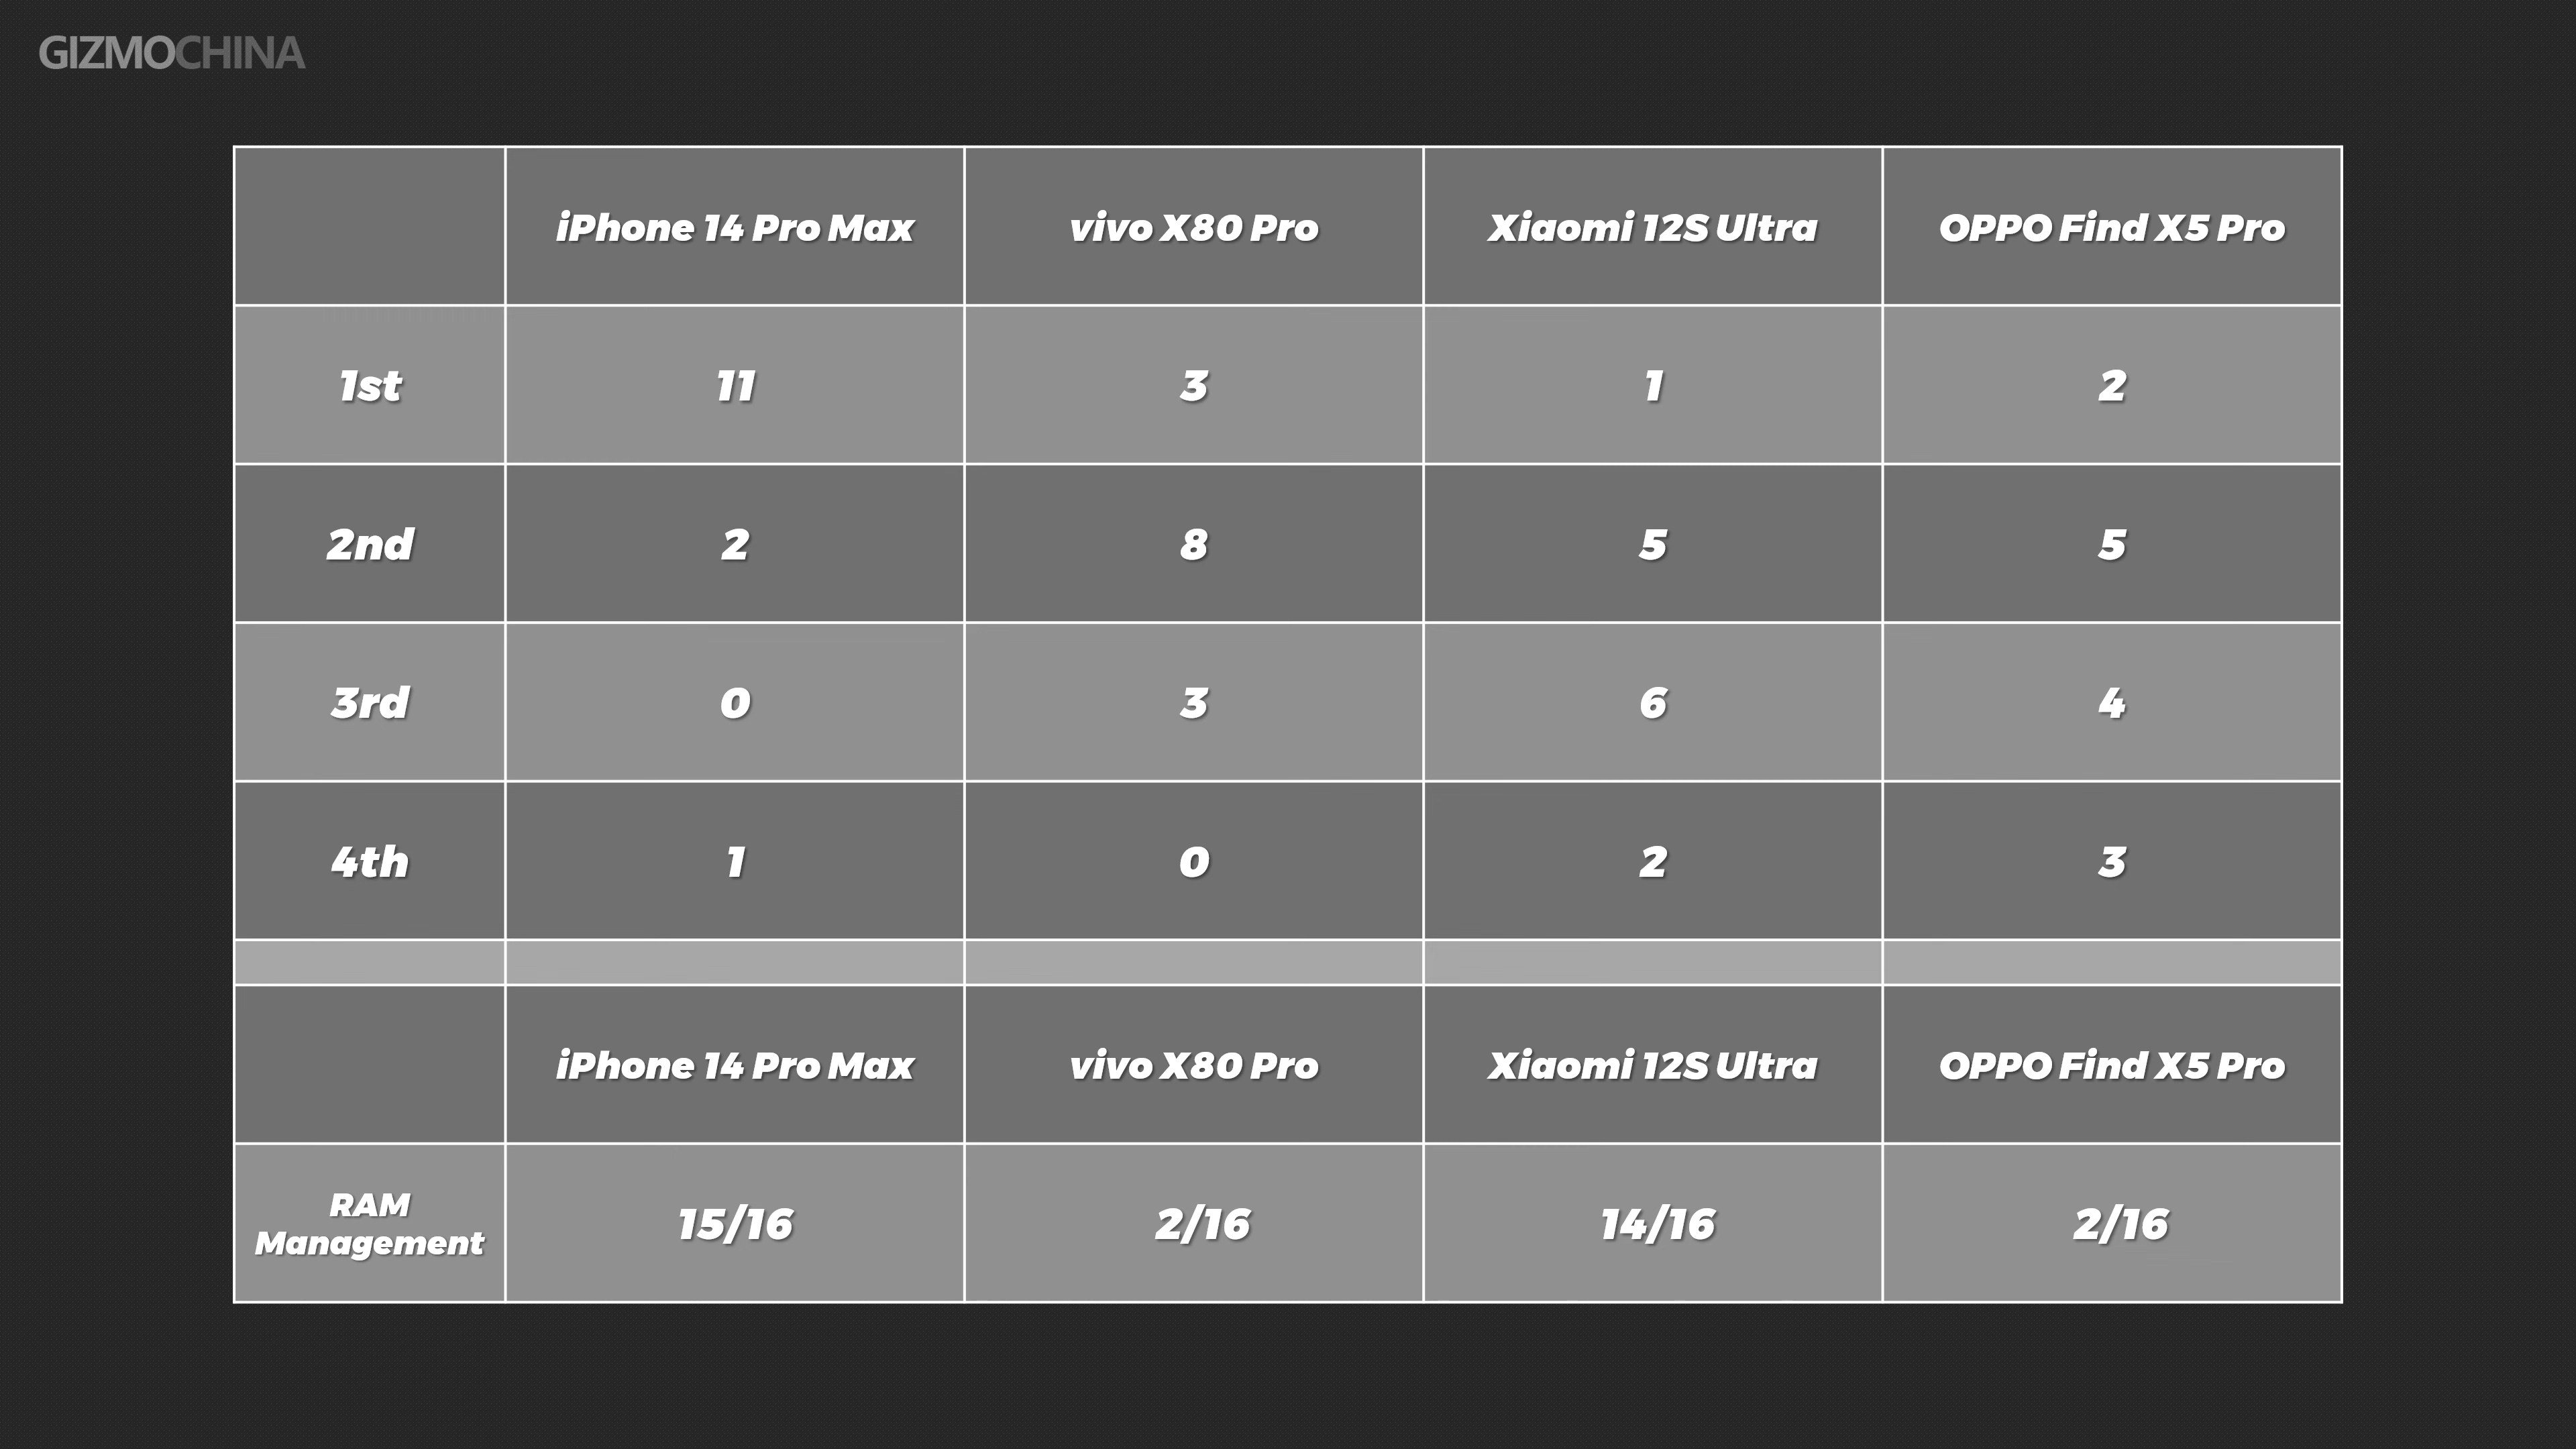 GIZMOCHINA
iPhone 14 Pro Max vivo X80 Pro Xiaomi 12S Ultra OPPO Find X5 Pro
1st 11 3 1 2
2nd 2 8 5 5
3rd 0 3 6 4
4th 1 0 2 3
iPhone 14 Pro Max vivo X80 Pro Xiaomi 12S Ultra OPPO Find X5 Pro
RAM
Management 15/16 2/16 14/16 2/16